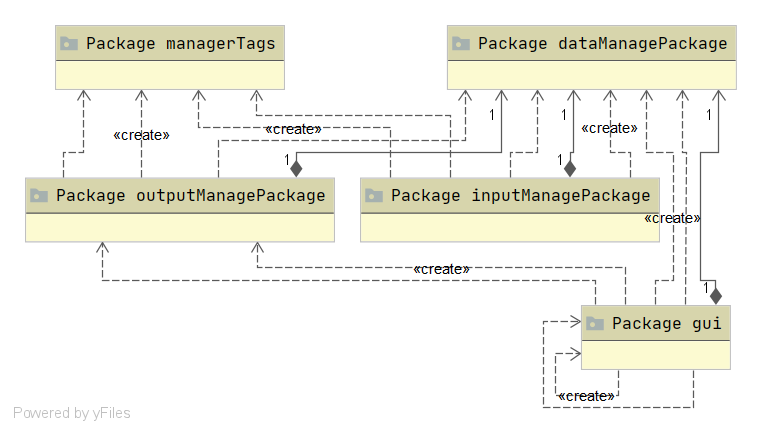 Package managerTags
Package dataManagePackage
1
1
1
«create»
«create»
«create»
1
1
Package outputManagePackage
Package inputManagePackage
«create»
«create»
1
Package gui
«create»
Powered by yFiles